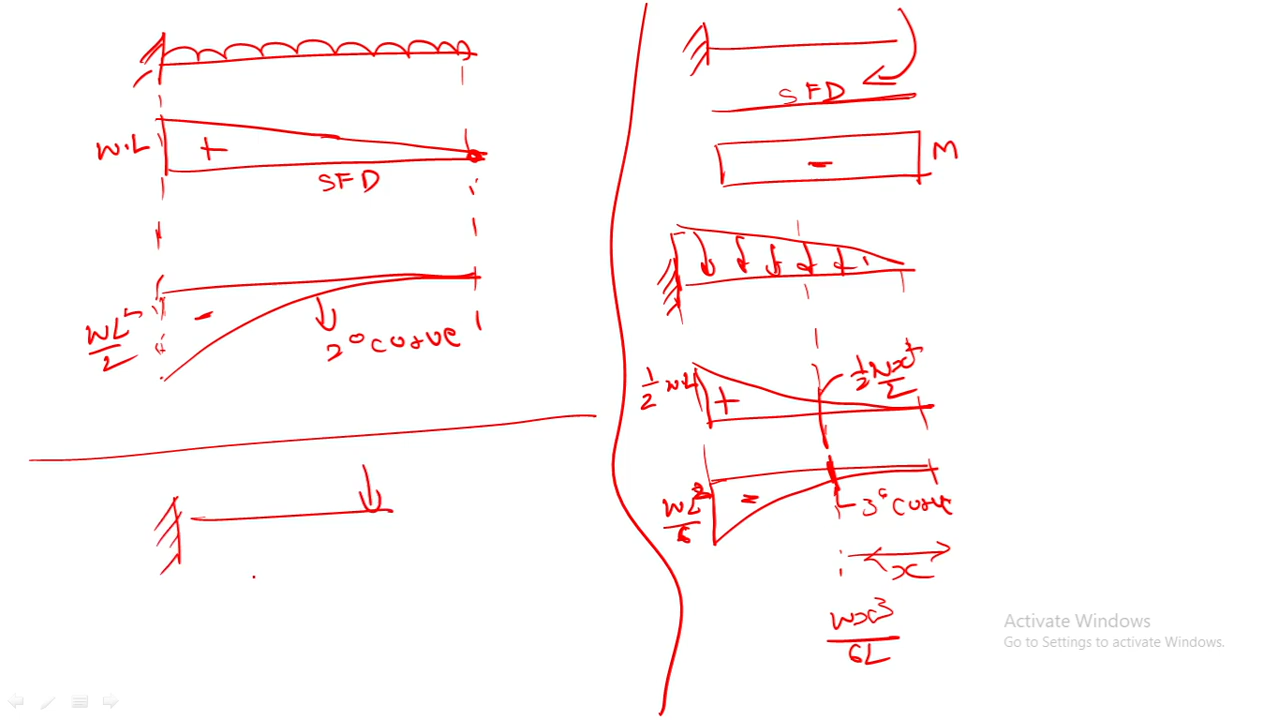 W.L
+
SFD
-
WL²
2
2° curve
SFD
M
-
1/2 WL
+
1/2 Wx²/L
WL²
6
=
3° curve
x
Wx³
6L
Activate Windows
Go to Settings to activate Windows.